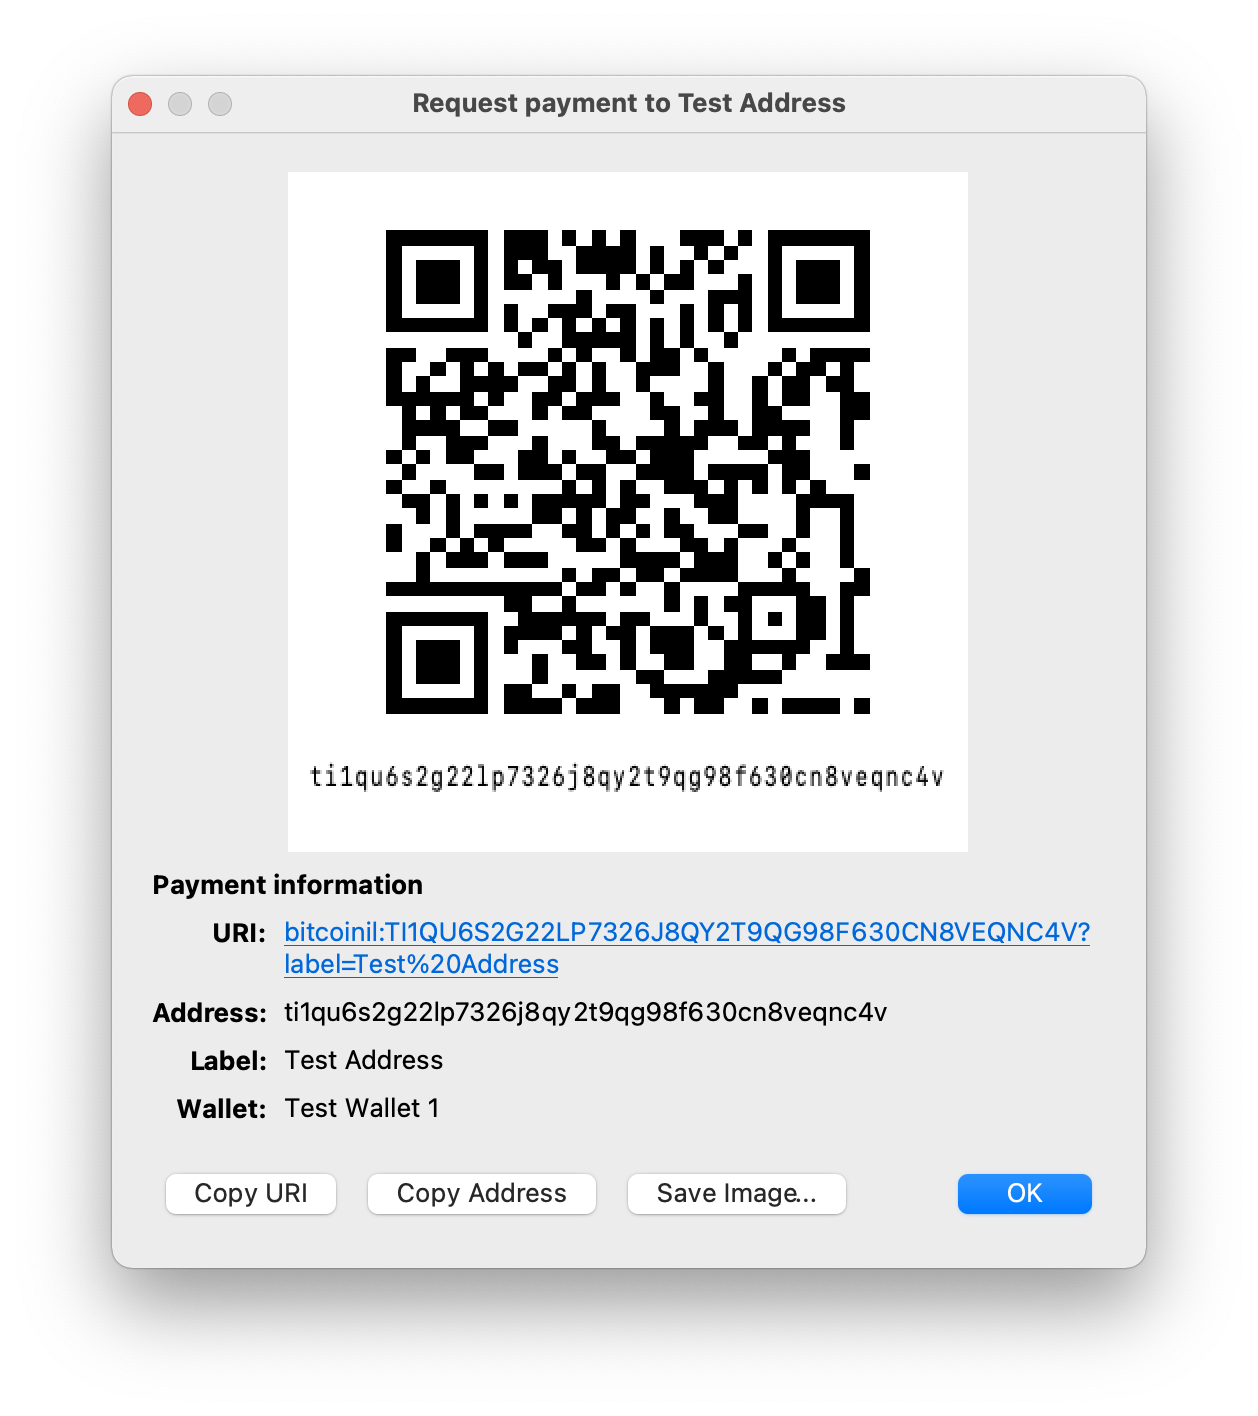 Request payment to Test Address
ti1qu6s2g22lp7326j8qy2t9qg98f630cn8veqnc4v
Payment information
URI: bitcoinil:TI1QU6S2G22LP7326J8QY2T9QG98F630CN8VEQNC4V?
label=Test%20Address
Address: ti1qu6s2g22lp7326j8qy2t9qg98f630cn8veqnc4v
Label: Test Address
Wallet: Test Wallet 1
Copy URI Copy Address Save Image... OK